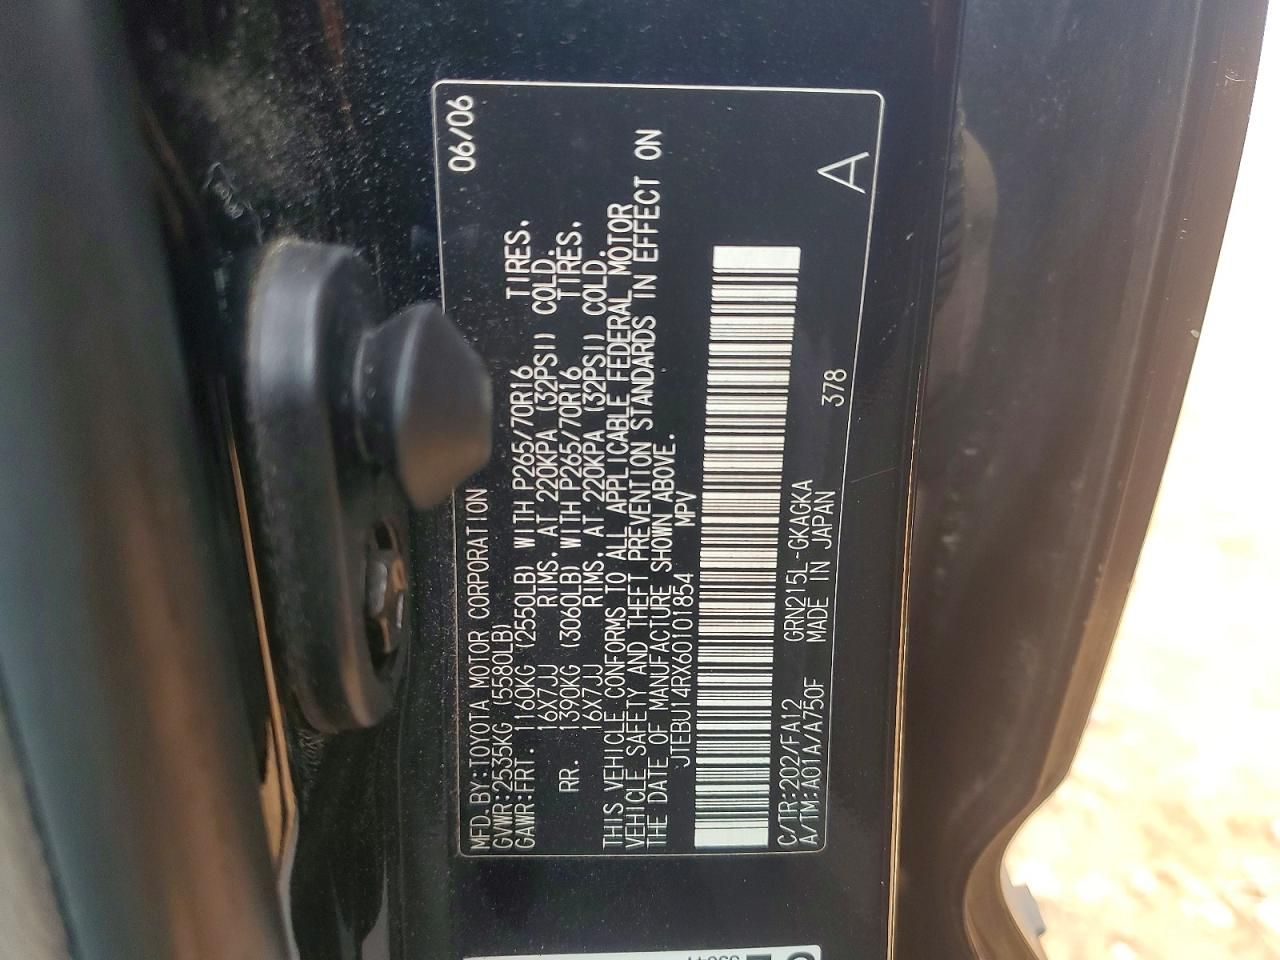 MFD.BY:TOYOTA MOTOR CORPORATION 06/06
GVWR:2535KG (5580LB)
GAWR:FRT. 1160KG (2550LB) WITH P265/70R16 TIRES.
16X7JJ RIMS. AT 220KPA (32PSI) COLD.
RR. 1390KG (3060LB) WITH P265/70R16 TIRES.
16X7JJ RIMS. AT 220KPA (32PSI) COLD.
THIS VEHICLE CONFORMS TO ALL APPLICABLE FEDERAL MOTOR
VEHICLE SAFETY AND THEFT PREVENTION STANDARDS IN EFFECT ON
THE DATE OF MANUFACTURE SHOWN ABOVE.
JTEBU14RX60101854 MPV
C/TR:202/FA12 GRN215L-GKAGKA 378 A
A/TM:A01A/A750F MADE IN JAPAN